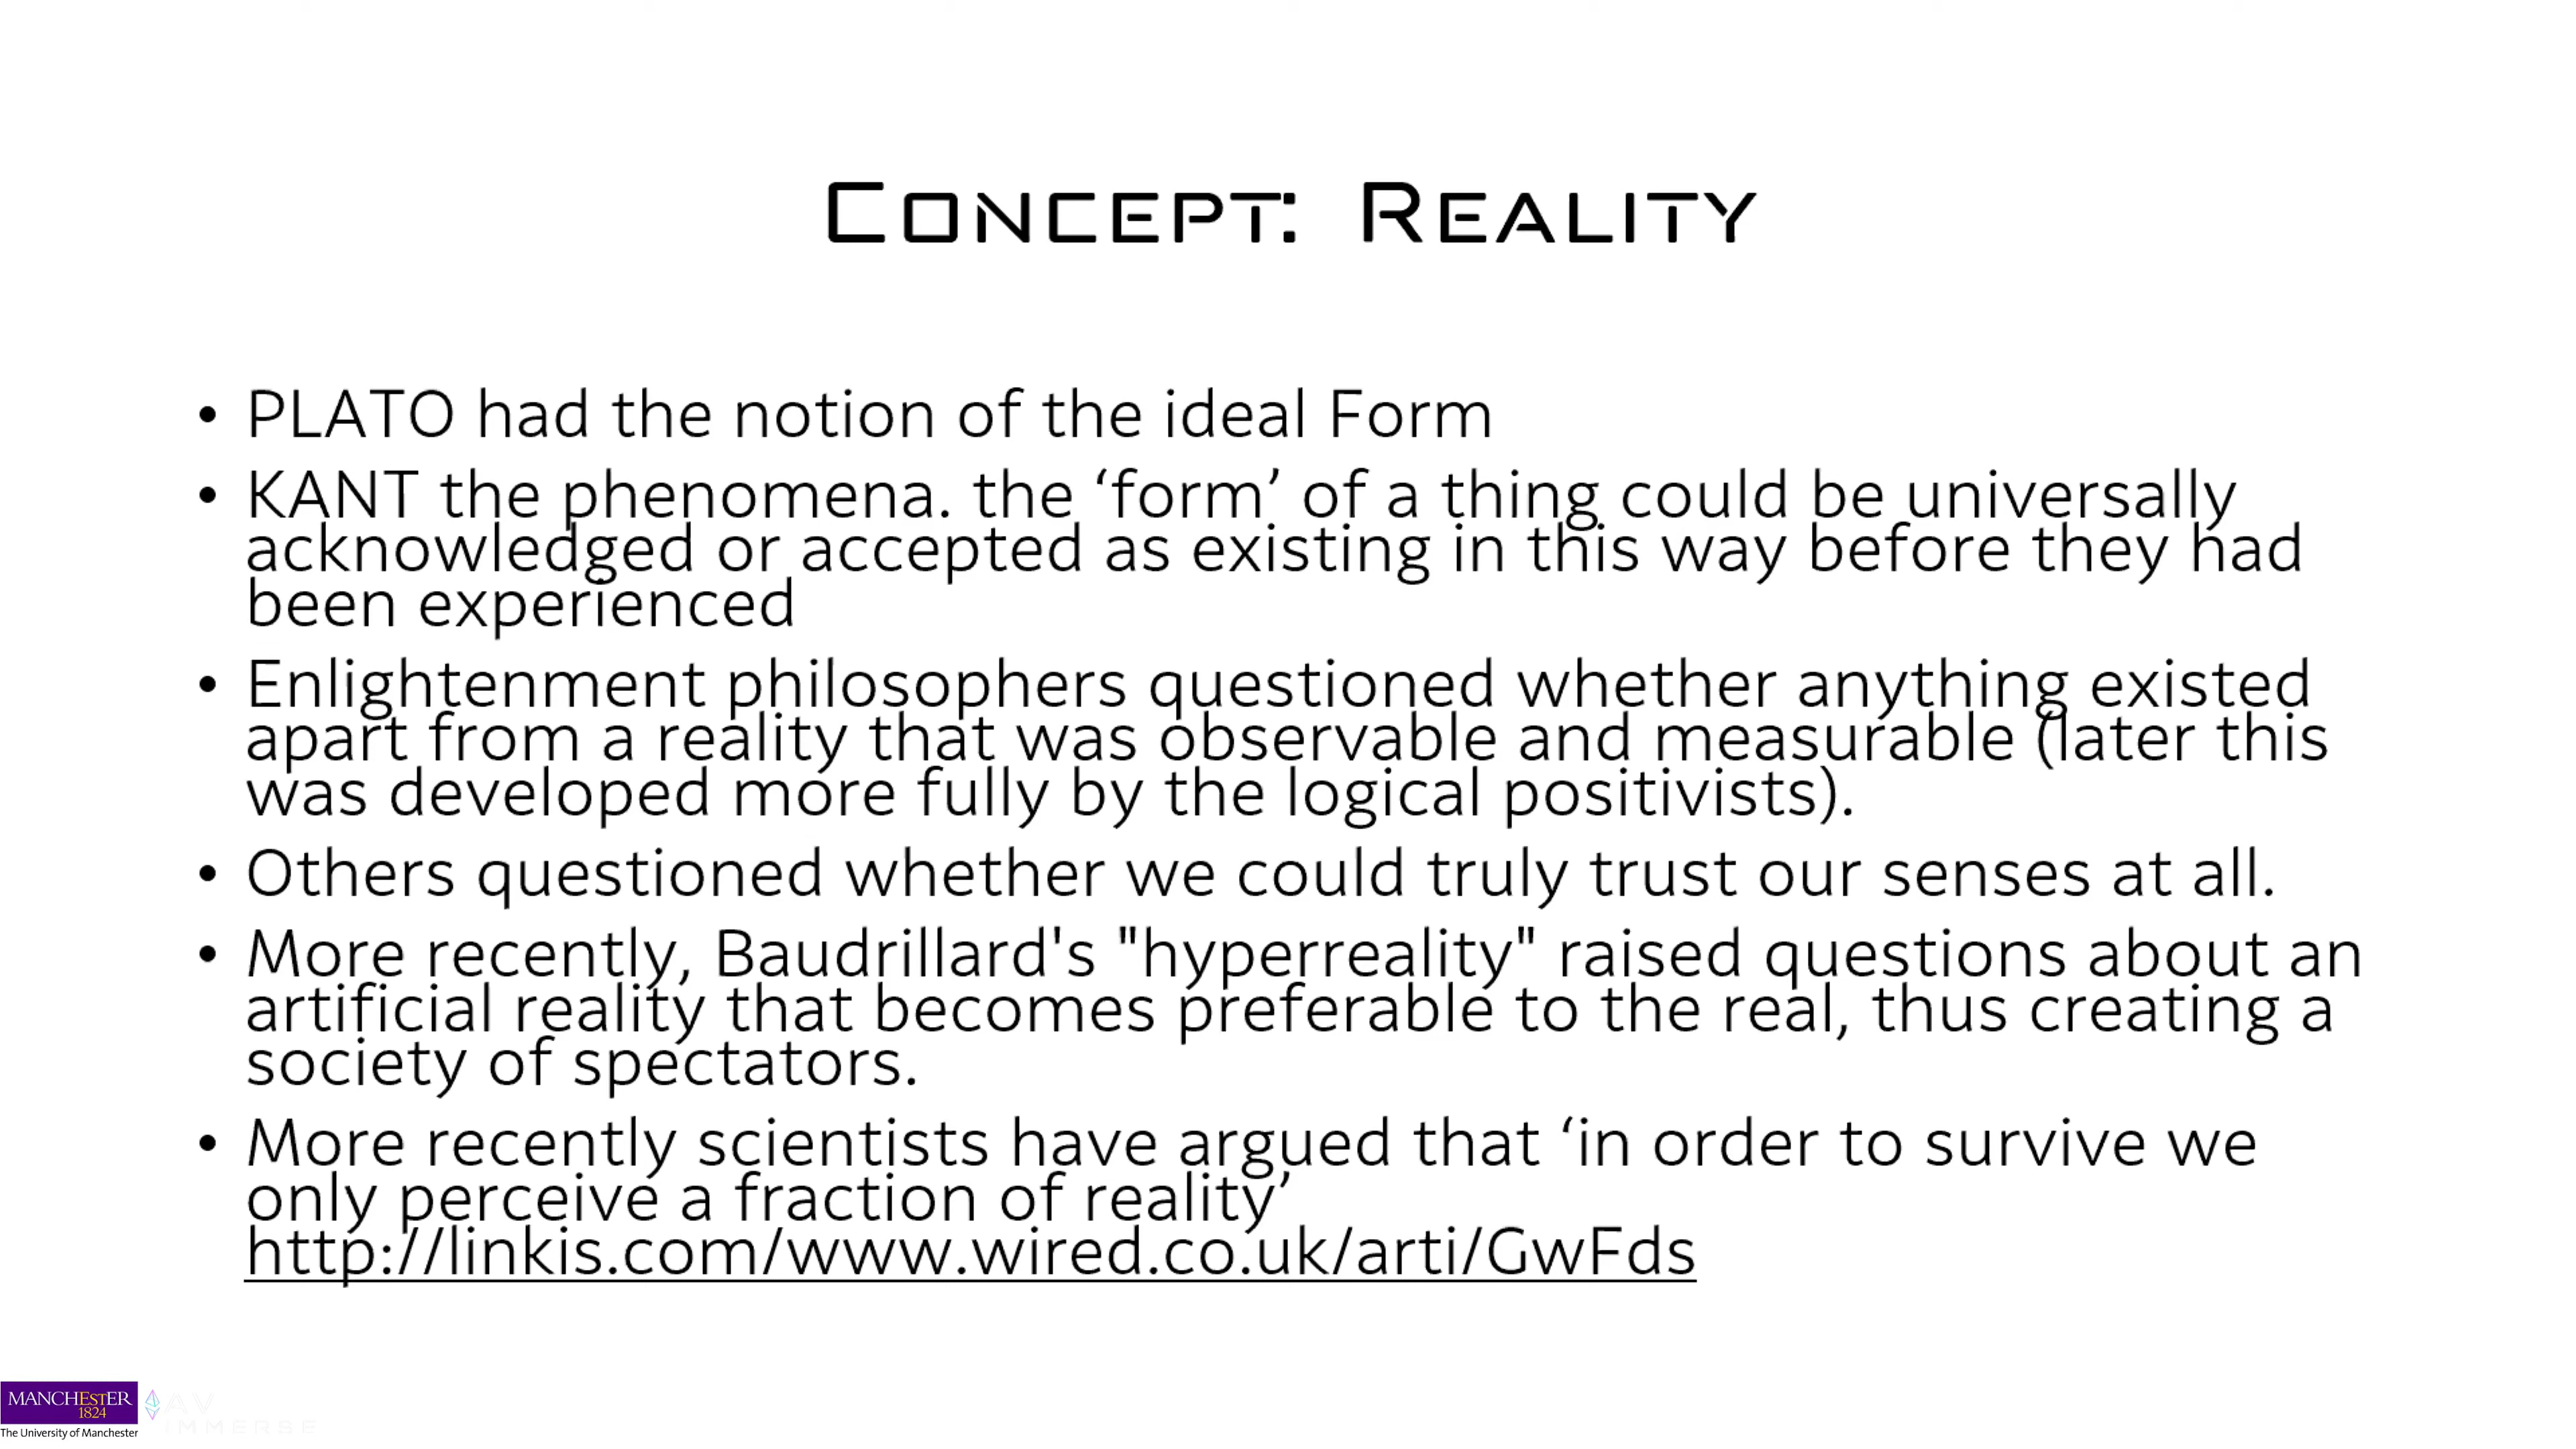 Concept: Reality
• PLATO had the notion of the ideal Form
• KANT the phenomena. the ‘form’ of a thing could be universally
acknowledged or accepted as existing in this way before they had
been experienced
• Enlightenment philosophers questioned whether anything existed
apart from a reality that was observable and measurable (later this
was developed more fully by the logical positivists).
• Others questioned whether we could truly trust our senses at all.
• More recently, Baudrillard's "hyperreality" raised questions about an
artificial reality that becomes preferable to the real, thus creating a
society of spectators.
• More recently scientists have argued that ‘in order to survive we
only perceive a fraction of reality’
http://linkis.com/www.wired.co.uk/arti/GwFds
MANCHESTER
1824
The University of Manchester
AV
IMMERSE